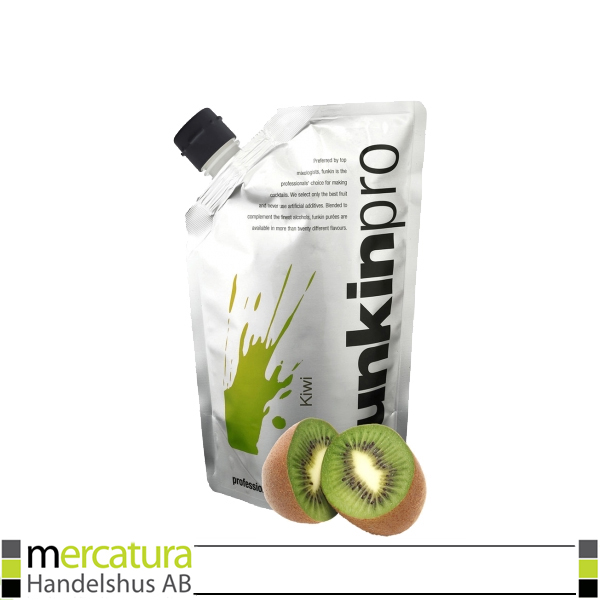 Preferred by top
mixologists, funkin is the
professionals' choice for making
cocktails. We select only the best fruit
and never use artificial additives. Blended to
complement the finest alcohols, funkin purées are
available in more than twenty different flavours.
unkinpro
Kiwi
professio
mercatura
Handelshus AB